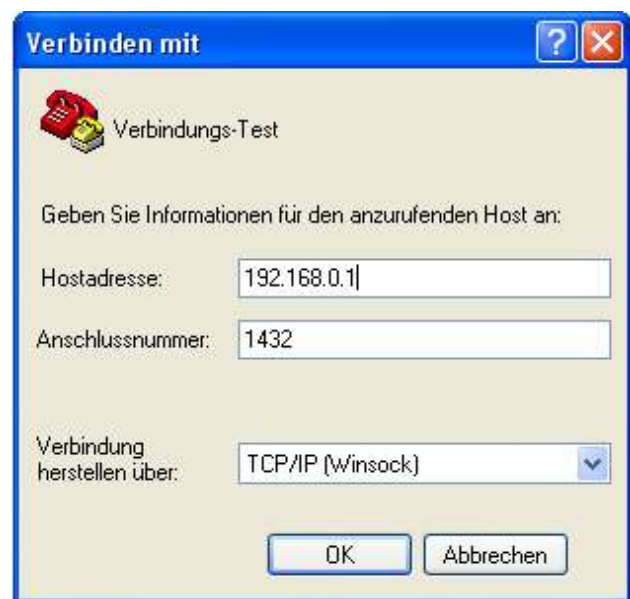 Verbinden mit
Verbindungs-Test
Geben Sie Informationen für den anzurufenden Host an:
Hostadresse: 192.168.0.1
Anschlussnummer: 1432
Verbindung
herstellen über: TCP/IP (Winsock)
OK Abbrechen